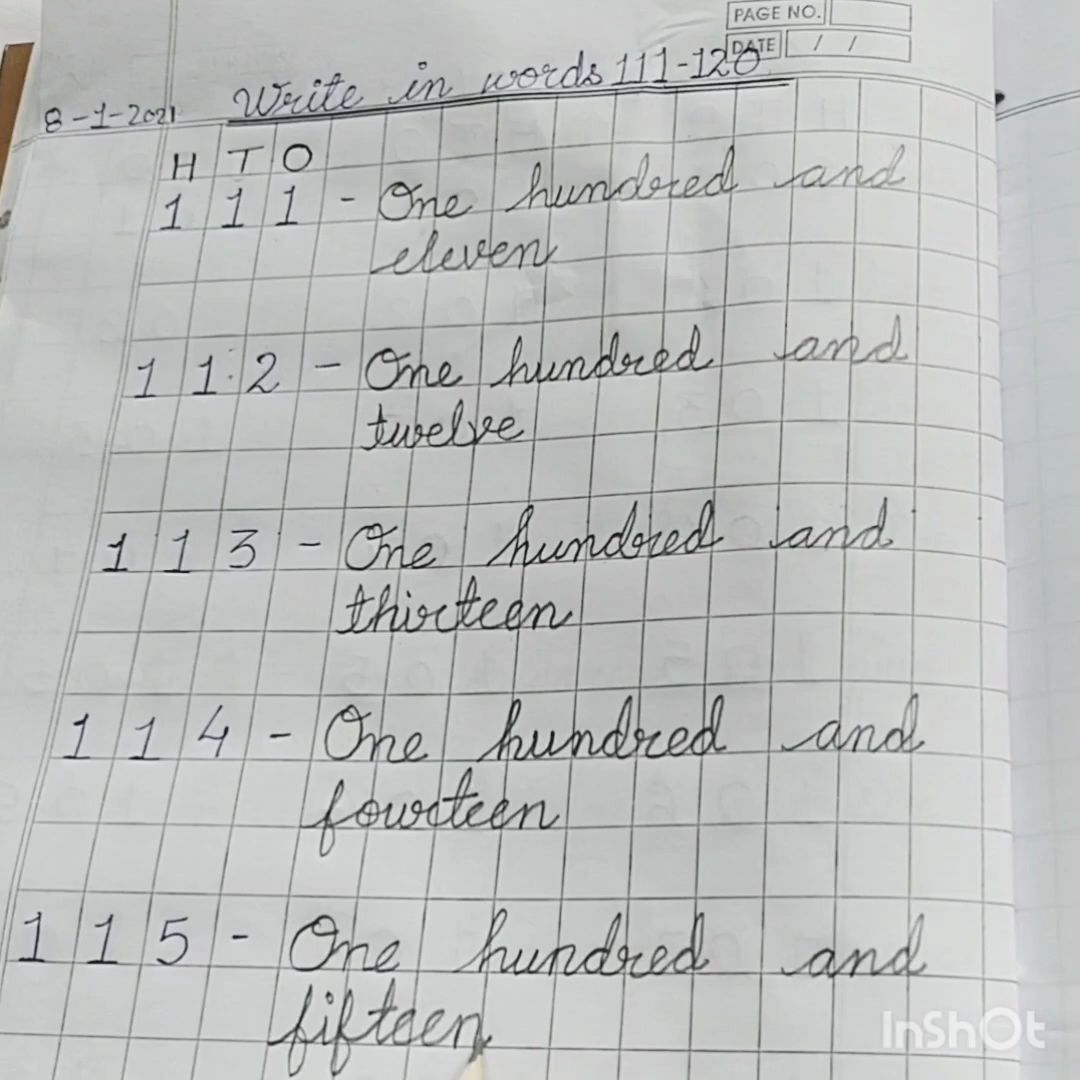 PAGE NO.
DATE / /
8-1-2021 Write in words 111-120
H T O
1 1 1 - One hundred and
eleven
1 1 2 - One hundred and
twelve
1 1 3 - One hundred and
thirteen
1 1 4 - One hundred and
fourteen
1 1 5 - One hundred and
fifteen
InShOt